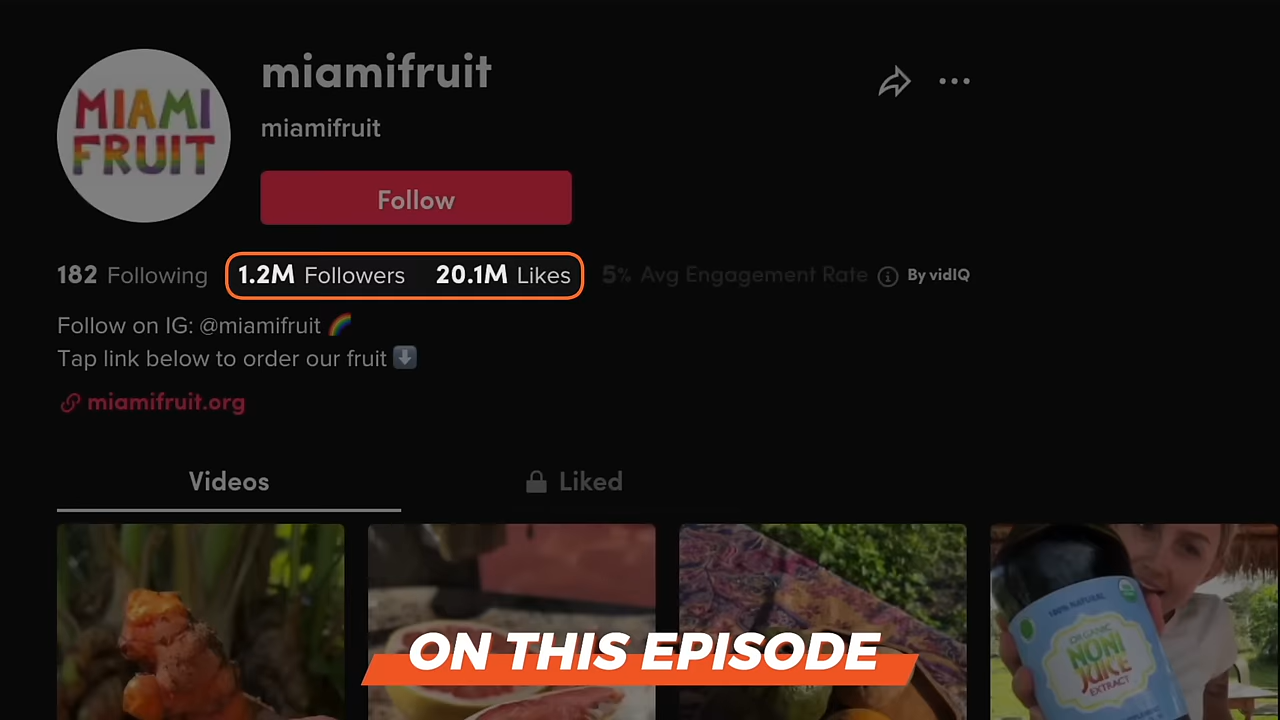 MIAMI
FRUIT
miamifruit
miamifruit
Follow
182 Following 1.2M Followers 20.1M Likes 5% Avg Engagement Rate By vidIQ
Follow on IG: @miamifruit 🌈
Tap link below to order our fruit ⬇️
miamifruit.org
Videos Liked
100% NATURAL
ORGANIC
NONI
JUICE
EXTRACT
ON THIS EPISODE